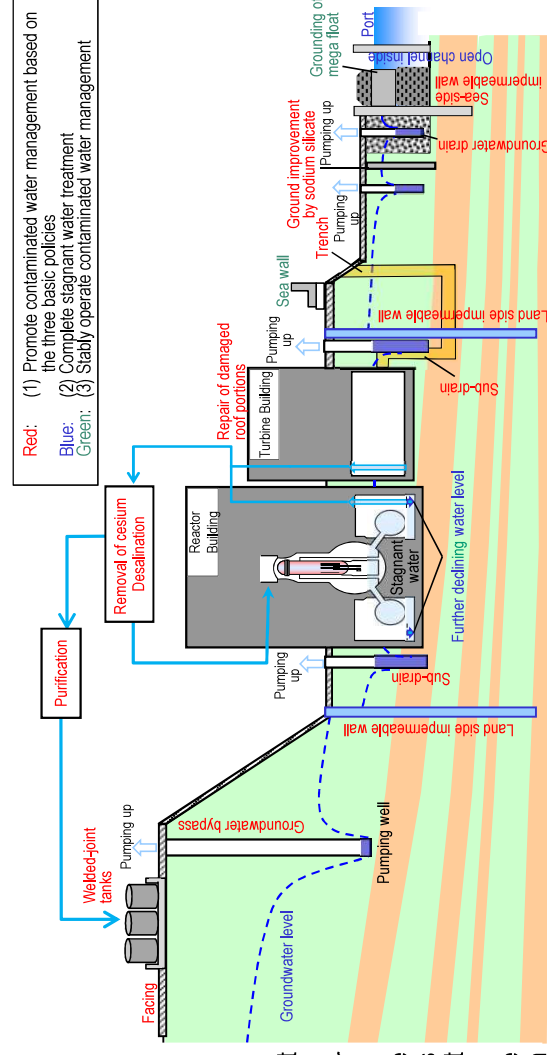 Red: (1) Promote contaminated water management based on
the three basic policies
Blue: (2) Complete stagnant water treatment
Green: (3) Stably operate contaminated water management
Purification
Removal of cesium
Desalination
Welded-joint
tanks
Facing
Pumping up
Groundwater bypass
Groundwater level
Pumping well
Land side impermeable
wall
Pumping
up
Sub-drain
Reactor
Building
Stagnant
water
Further declining water level
Turbine Building
Repair of damaged
roof portions
Pumping
up
Sub-drain
Land side impermeable
wall
Sea wall
Trench
Ground improvement
by sodium silicate
Pumping up
Pumping up
Groundwater drain
Sea-side
impermeable wall
Grounding of
mega float
Open channel inside
Port